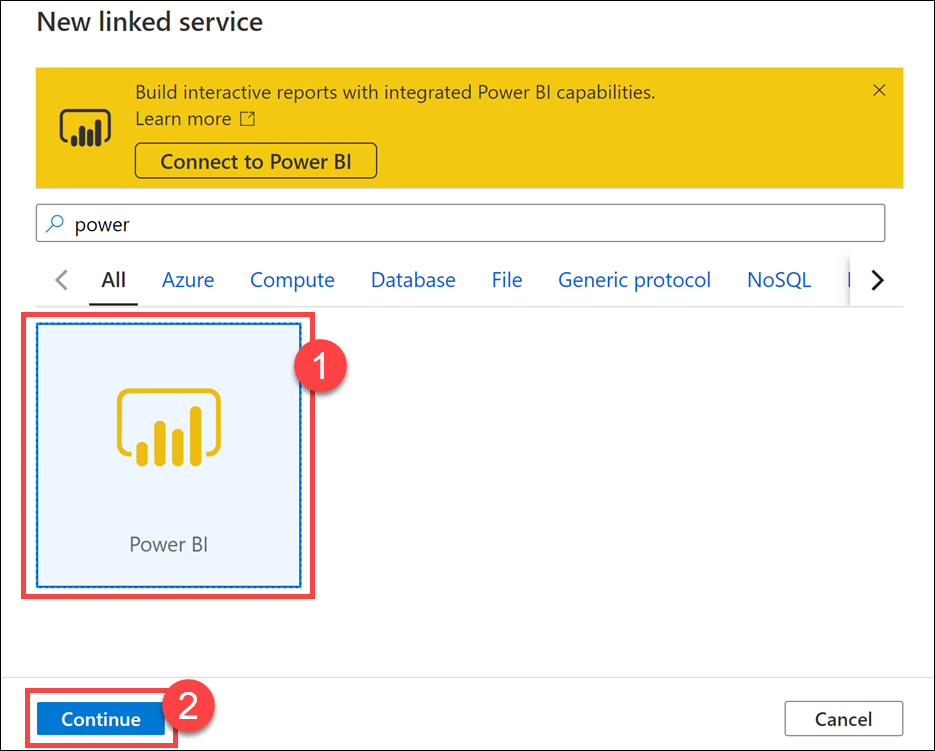 New linked service
Build interactive reports with integrated Power BI capabilities.
Learn more
Connect to Power BI
power
All Azure Compute Database File Generic protocol NoSQL
1
Power BI
2
Continue Cancel